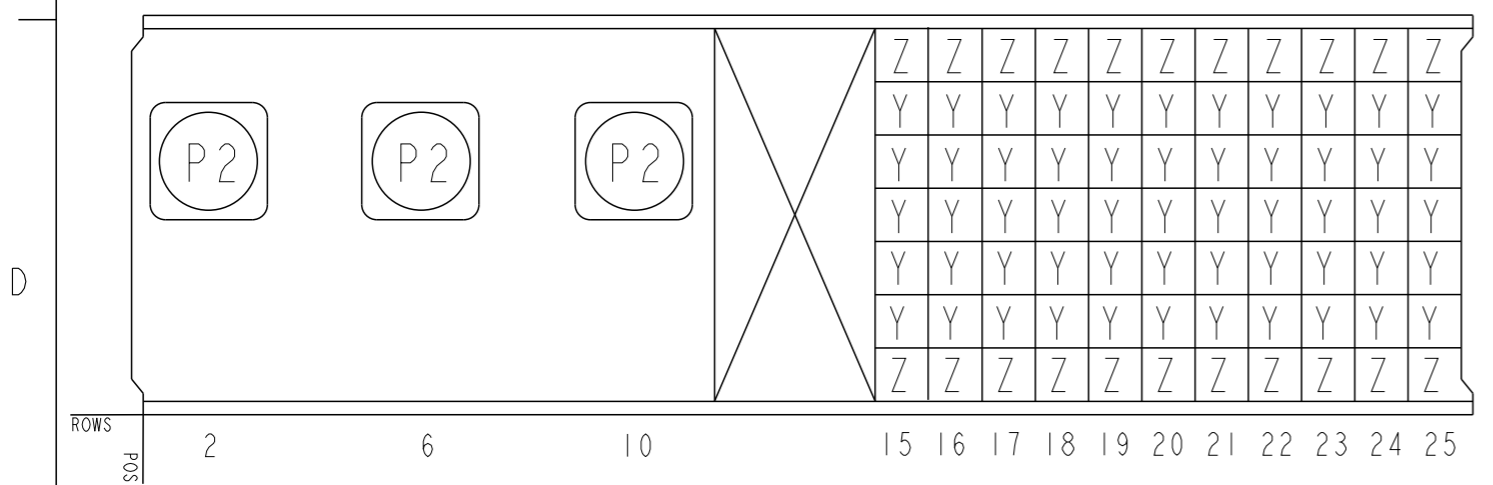 Z Z Z Z Z Z Z Z Z Z Z
Y Y Y Y Y Y Y Y Y Y Y
P2 P2 P2 Y Y Y Y Y Y Y Y Y Y Y
Y Y Y Y Y Y Y Y Y Y Y
D Y Y Y Y Y Y Y Y Y Y Y
Y Y Y Y Y Y Y Y Y Y Y
Z Z Z Z Z Z Z Z Z Z Z
ROWS
2 6 10 15 16 17 18 19 20 21 22 23 24 25
POS